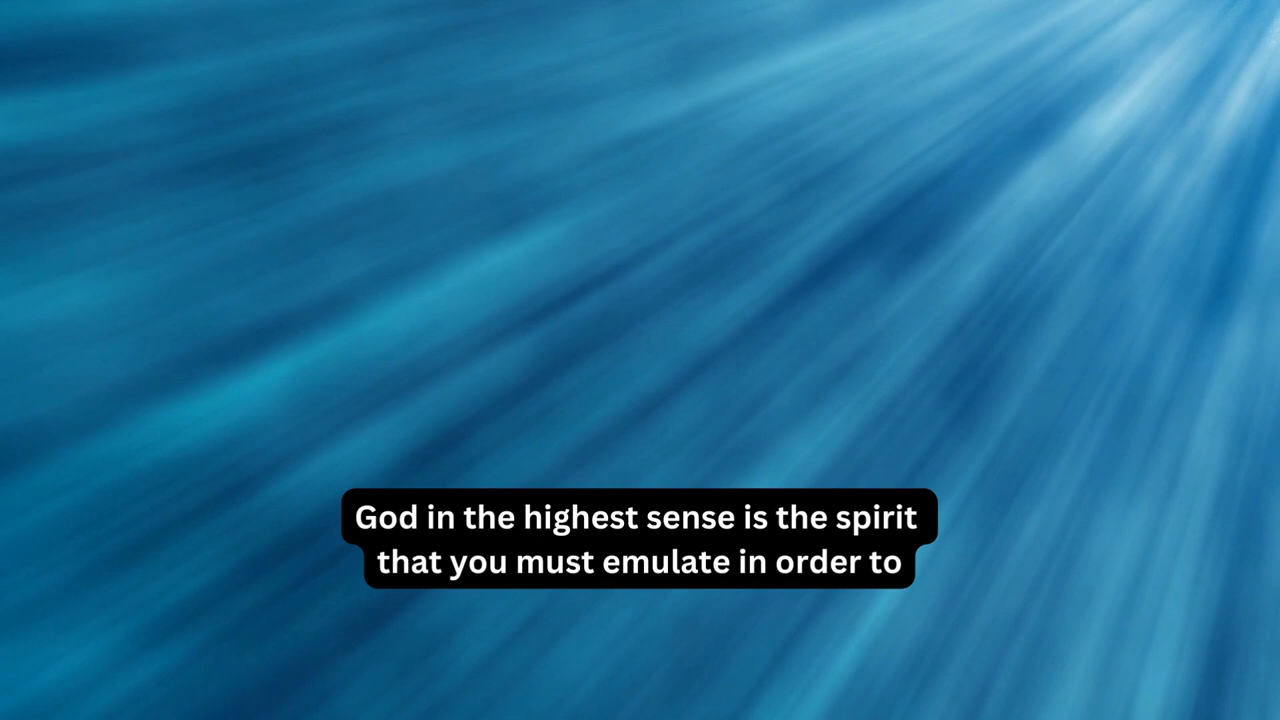 God in the highest sense is the spirit
that you must emulate in order to